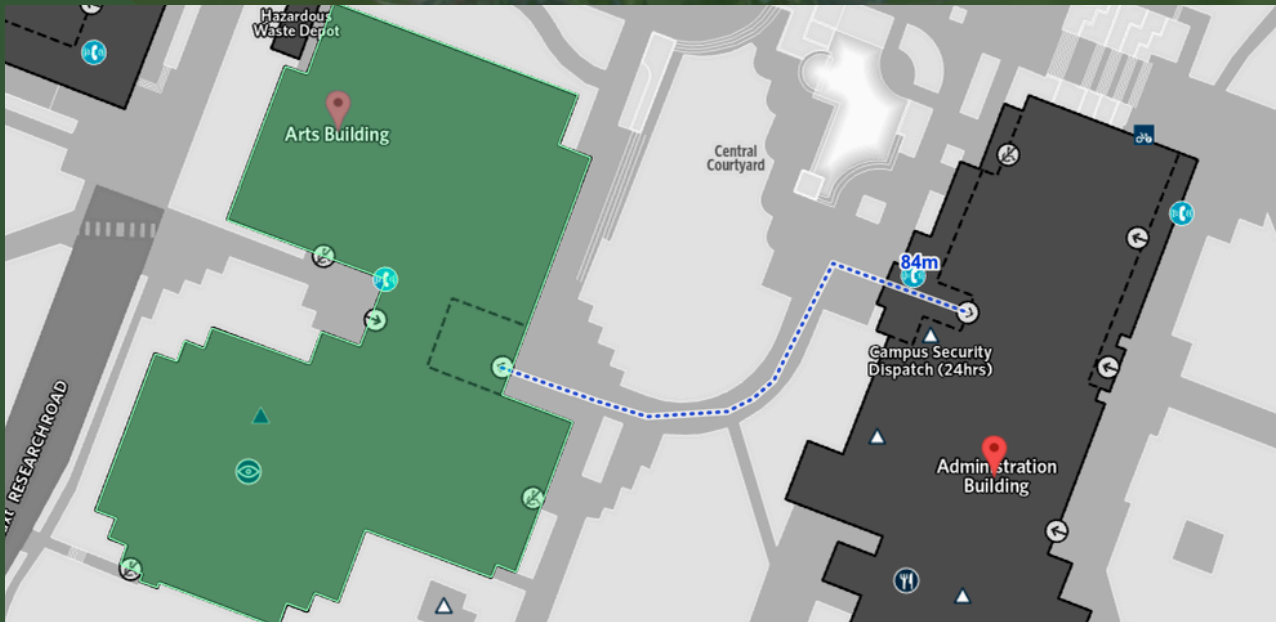 Hazardous
Waste Depot
Arts Building
Central
Courtyard
84m
Campus Security
Dispatch (24hrs)
Administration
Building
RESEARCH ROAD